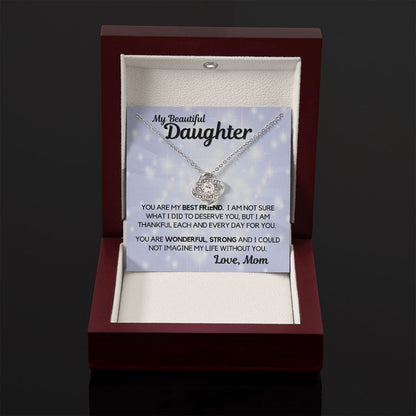 My Beautiful
Daughter
YOU ARE MY BEST FRIEND, I AM NOT SURE
WHAT I DID TO DESERVE YOU, BUT I AM
THANKFUL EACH AND EVERY DAY FOR YOU.
YOU ARE WONDERFUL, STRONG AND I COULD
NOT IMAGINE MY LIFE WITHOUT YOU.
Love, Mom